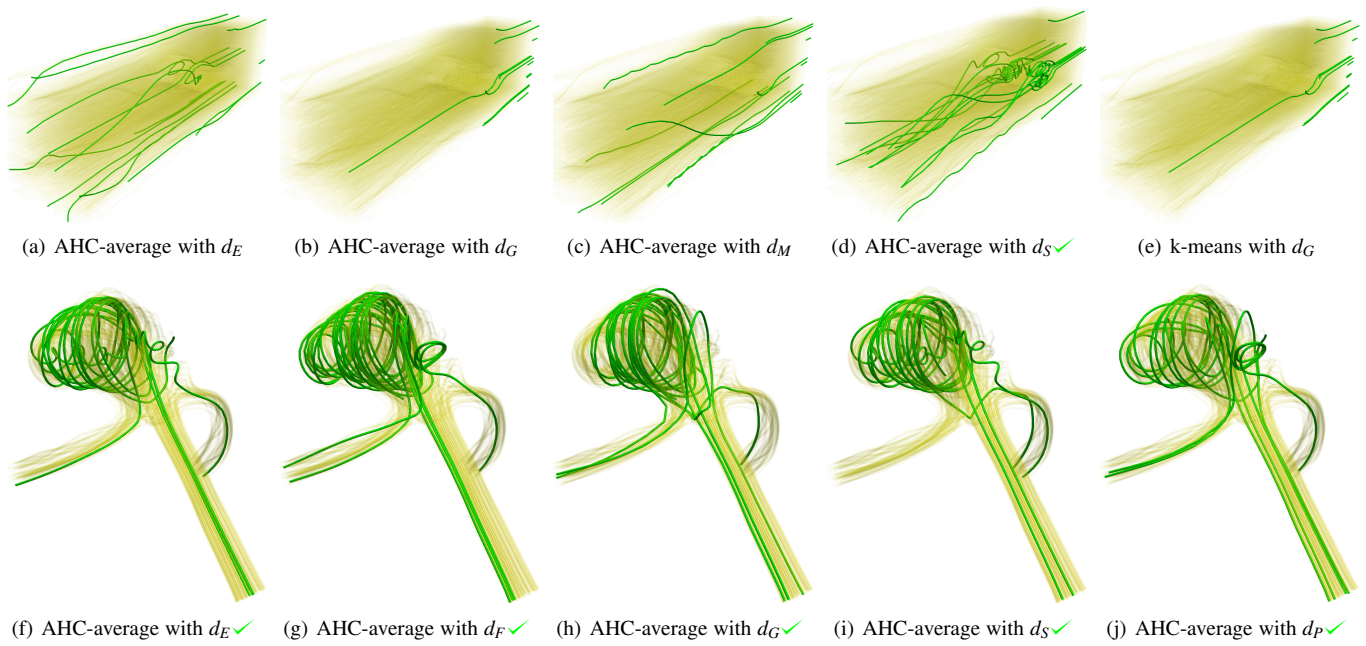 (a) AHC-average with d_E
(b) AHC-average with d_G
(c) AHC-average with d_M
(d) AHC-average with d_S ✓
(e) k-means with d_G
(f) AHC-average with d_E ✓
(g) AHC-average with d_F ✓
(h) AHC-average with d_G ✓
(i) AHC-average with d_S ✓
(j) AHC-average with d_P ✓